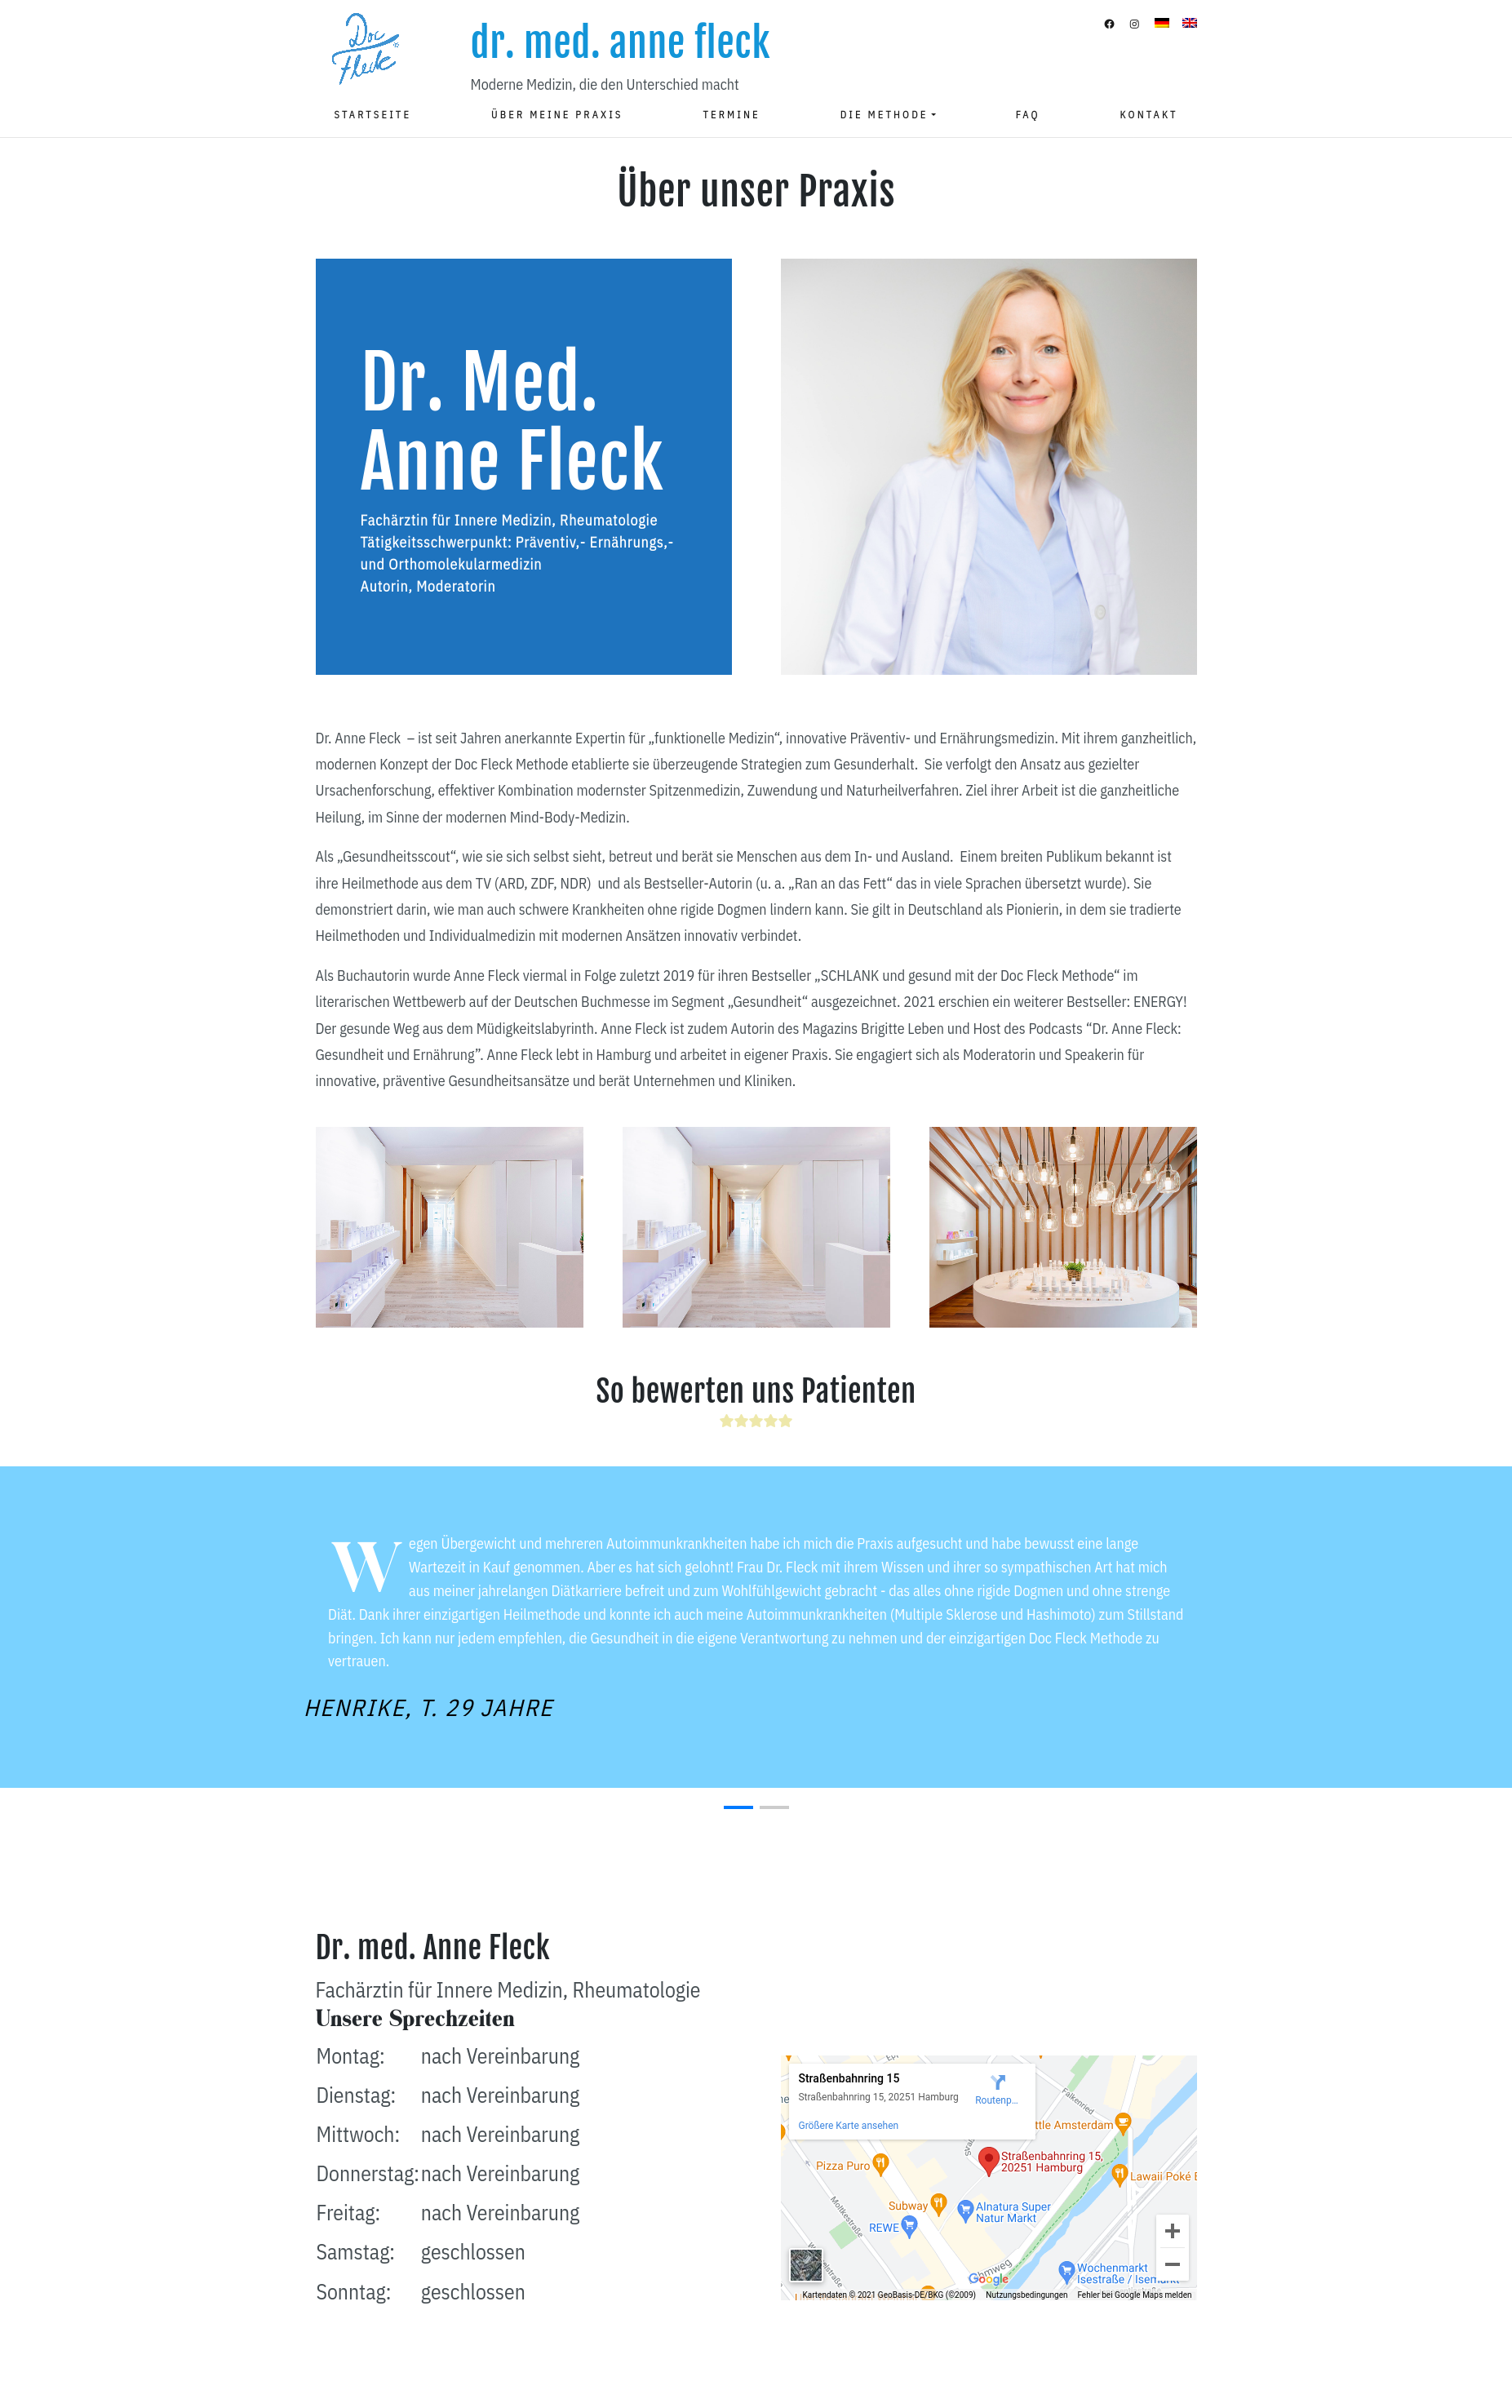 Doc Fleck®
dr. med. anne fleck
Moderne Medizin, die den Unterschied macht
STARTSEITE
ÜBER MEINE PRAXIS
TERMINE
DIE METHODE
FAQ
KONTAKT
Über unser Praxis
Dr. Med.
Anne Fleck
Fachärztin für Innere Medizin, Rheumatologie
Tätigkeitsschwerpunkt: Präventiv,- Ernährungs,-
und Orthomolekularmedizin
Autorin, Moderatorin
Dr. Anne Fleck – ist seit Jahren anerkannte Expertin für „funktionelle Medizin“, innovative Präventiv- und Ernährungsmedizin. Mit ihrem ganzheitlich,
modernen Konzept der Doc Fleck Methode etablierte sie überzeugende Strategien zum Gesunderhalt. Sie verfolgt den Ansatz aus gezielter
Ursachenforschung, effektiver Kombination modernster Spitzenmedizin, Zuwendung und Naturheilverfahren. Ziel ihrer Arbeit ist die ganzheitliche
Heilung, im Sinne der modernen Mind-Body-Medizin.
Als „Gesundheitsscout“, wie sie sich selbst sieht, betreut und berät sie Menschen aus dem In- und Ausland. Einem breiten Publikum bekannt ist
ihre Heilmethode aus dem TV (ARD, ZDF, NDR) und als Bestseller-Autorin (u. a. „Ran an das Fett“ das in viele Sprachen übersetzt wurde). Sie
demonstriert darin, wie man auch schwere Krankheiten ohne rigide Dogmen lindern kann. Sie gilt in Deutschland als Pionierin, in dem sie tradierte
Heilmethoden und Individualmedizin mit modernen Ansätzen innovativ verbindet.
Als Buchautorin wurde Anne Fleck viermal in Folge zuletzt 2019 für ihren Bestseller „SCHLANK und gesund mit der Doc Fleck Methode“ im
literarischen Wettbewerb auf der Deutschen Buchmesse im Segment „Gesundheit“ ausgezeichnet. 2021 erschien ein weiterer Bestseller: ENERGY!
Der gesunde Weg aus dem Müdigkeitslabyrinth. Anne Fleck ist zudem Autorin des Magazins Brigitte Leben und Host des Podcasts “Dr. Anne Fleck:
Gesundheit und Ernährung”. Anne Fleck lebt in Hamburg und arbeitet in eigener Praxis. Sie engagiert sich als Moderatorin und Speakerin für
innovative, präventive Gesundheitsansätze und berät Unternehmen und Kliniken.
So bewerten uns Patienten
Wegen Übergewicht und mehreren Autoimmunkrankheiten habe ich mich die Praxis aufgesucht und habe bewusst eine lange
Wartezeit in Kauf genommen. Aber es hat sich gelohnt! Frau Dr. Fleck mit ihrem Wissen und ihrer so sympathischen Art hat mich
aus meiner jahrelangen Diätkarriere befreit und zum Wohlfühlgewicht gebracht - das alles ohne rigide Dogmen und ohne strenge
Diät. Dank ihrer einzigartigen Heilmethode und konnte ich auch meine Autoimmunkrankheiten (Multiple Sklerose und Hashimoto) zum Stillstand
bringen. Ich kann nur jedem empfehlen, die Gesundheit in die eigene Verantwortung zu nehmen und der einzigartigen Doc Fleck Methode zu
vertrauen.
HENRIKE, T. 29 JAHRE
Dr. med. Anne Fleck
Fachärztin für Innere Medizin, Rheumatologie
Unsere Sprechzeiten
Montag: nach Vereinbarung
Dienstag: nach Vereinbarung
Mittwoch: nach Vereinbarung
Donnerstag: nach Vereinbarung
Freitag: nach Vereinbarung
Samstag: geschlossen
Sonntag: geschlossen
Straßenbahnring 15
Straßenbahnring 15, 20251 Hamburg
Routenp...
Größere Karte ansehen
Falkenried
ttle Amsterdam
Straßenbahnring 15,
20251 Hamburg
Pizza Puro
Lawaii Poké B
Moltkestraße
Subway
Alnatura Super
Natur Markt
REWE
Wochenmarkt
Isestraße / Isemarkt
Google
Kartendaten © 2021 GeoBasis-DE/BKG (©2009)
Nutzungsbedingungen
Fehler bei Google Maps melden